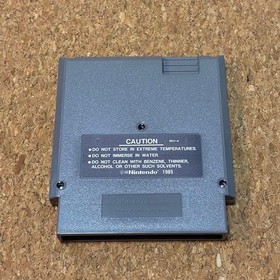 CAUTION
● DO NOT STORE IN EXTREME TEMPERATURES.
● DO NOT IMMERSE IN WATER.
● DO NOT CLEAN WITH BENZENE, THINNER,
ALCOHOL OR OTHER SUCH SOLVENTS.
©Nintendo 1985